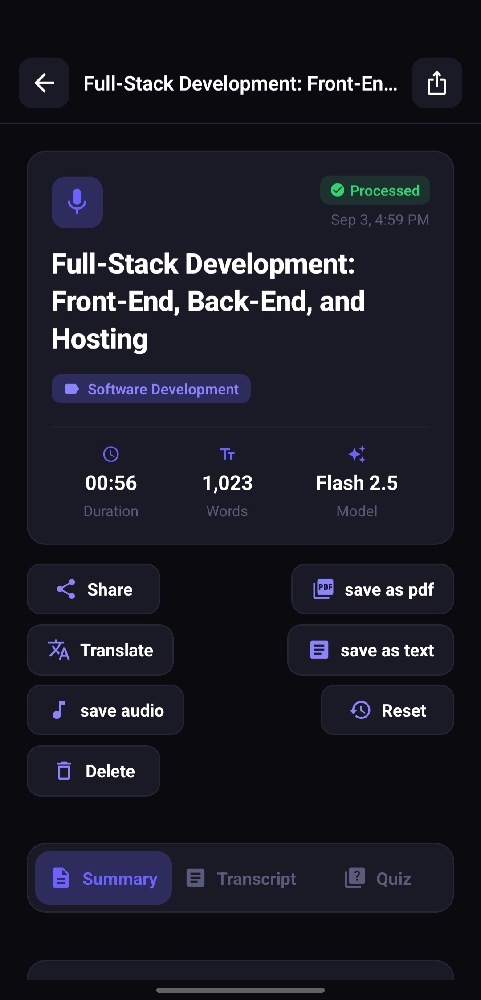 Full-Stack Development: Front-En...
Processed
Sep 3, 4:59 PM
Full-Stack Development:
Front-End, Back-End, and
Hosting
Software Development
00:56 1,023 Flash 2.5
Duration Words Model
Share
PDF save as pdf
Translate
save as text
save audio
Reset
Delete
Summary Transcript Quiz